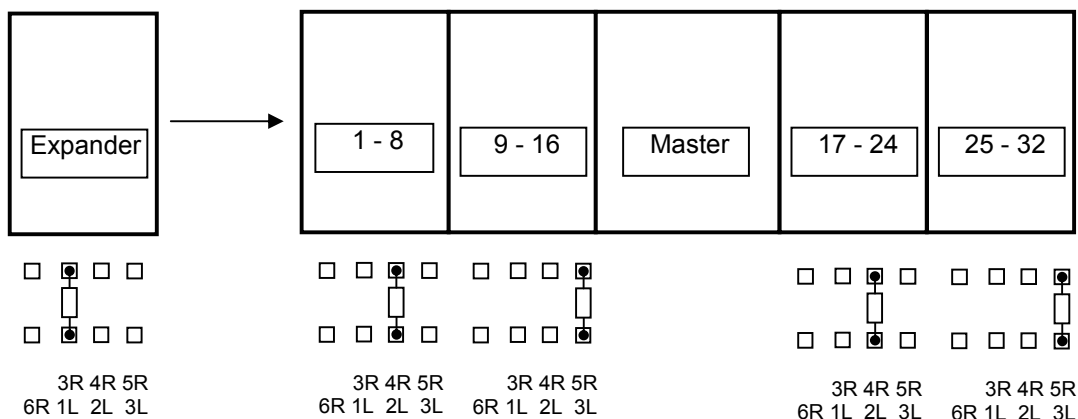 Expander
1 - 8
9 - 16
Master
17 - 24
25 - 32
3R 4R 5R
6R 1L 2L 3L
3R 4R 5R
6R 1L 2L 3L
3R 4R 5R
6R 1L 2L 3L
3R 4R 5R
6R 1L 2L 3L
3R 4R 5R
6R 1L 2L 3L